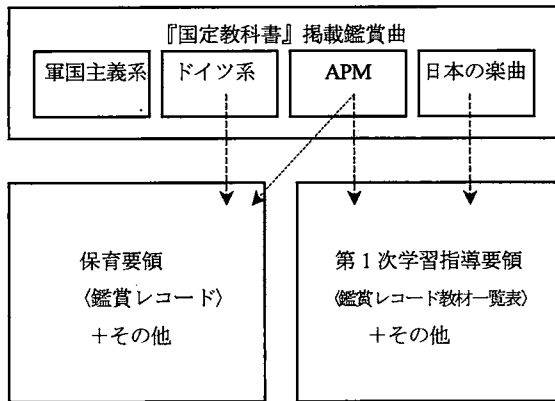 『国定教科書』掲載鑑賞曲
軍国主義系
ドイツ系
APM
日本の楽曲
保育要領
〈鑑賞レコード〉
＋その他
第1次学習指導要領
〈鑑賞レコード教材一覧表〉
＋その他